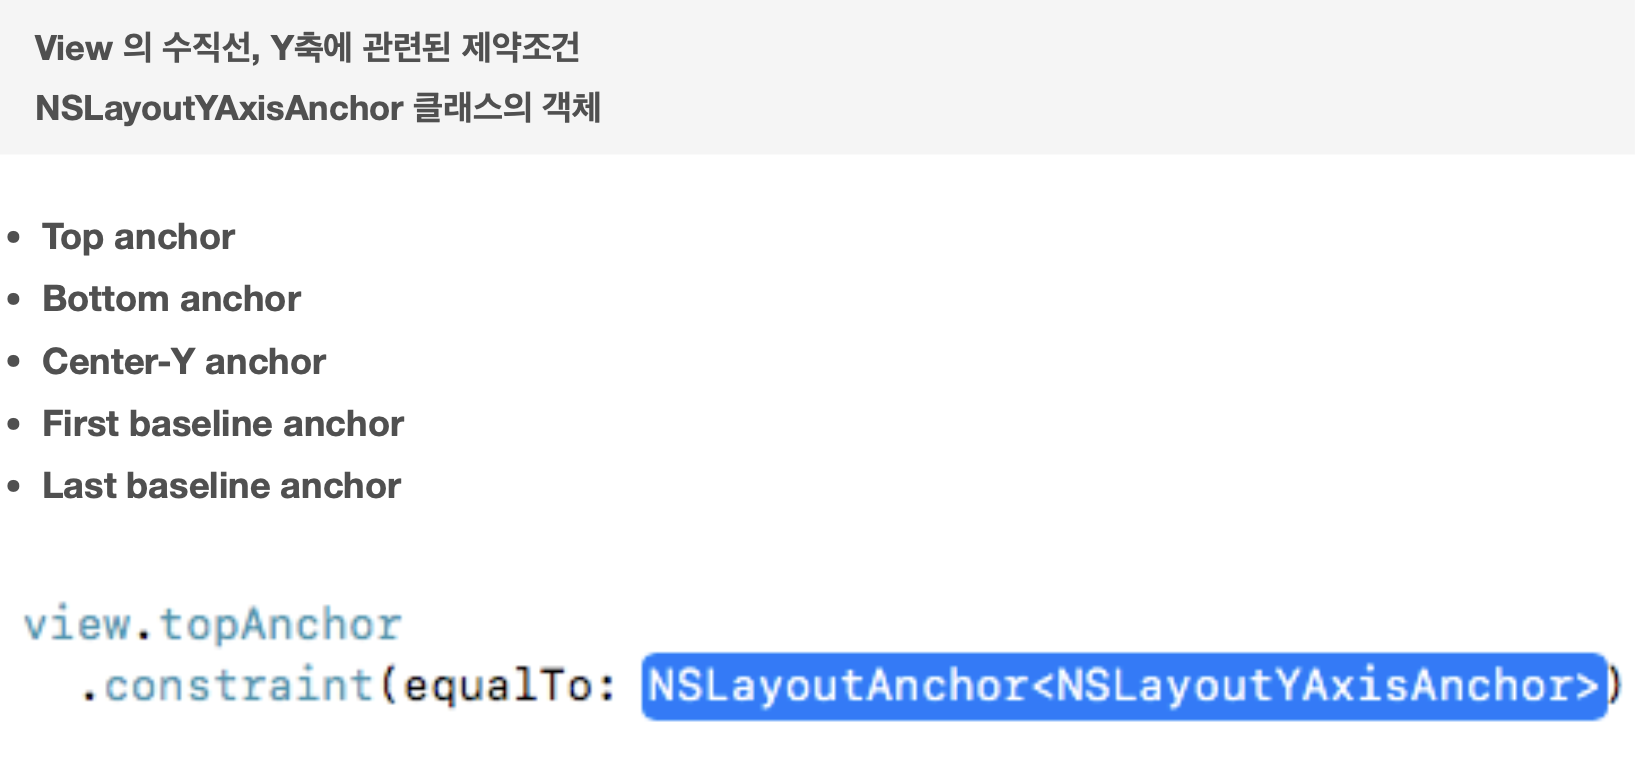 View 의 수직선, Y축에 관련된 제약조건
NSLayoutYAxisAnchor 클래스의 객체
• Top anchor
• Bottom anchor
• Center-Y anchor
• First baseline anchor
• Last baseline anchor
view.topAnchor
.constraint(equalTo: NSLayoutAnchor<NSLayoutYAxisAnchor>)